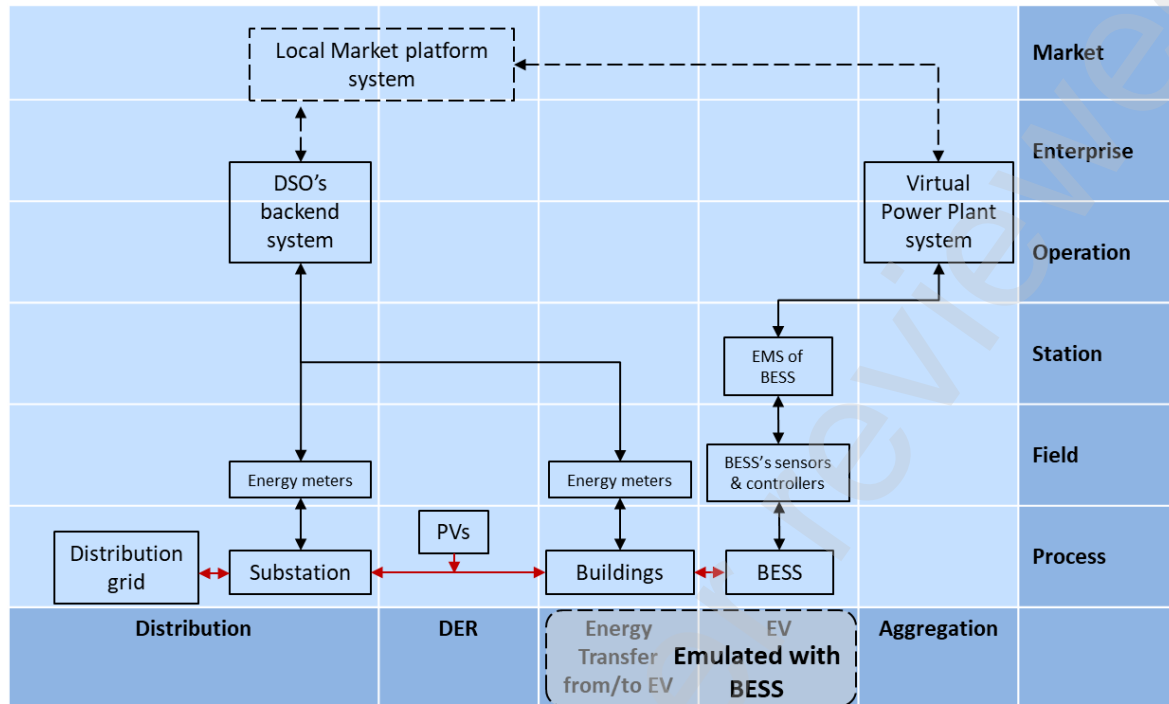 Local Market platform
system
Market
Enterprise
DSO's
backend
system
Virtual
Power Plant
system
Operation
EMS of
BESS
Station
Energy meters
Energy meters
BESS's sensors
& controllers
Field
PVs
Distribution
grid
Substation
Buildings
BESS
Process
Distribution
DER
Energy
Transfer
from/to EV
EV
Emulated with
BESS
Aggregation
er reviewe